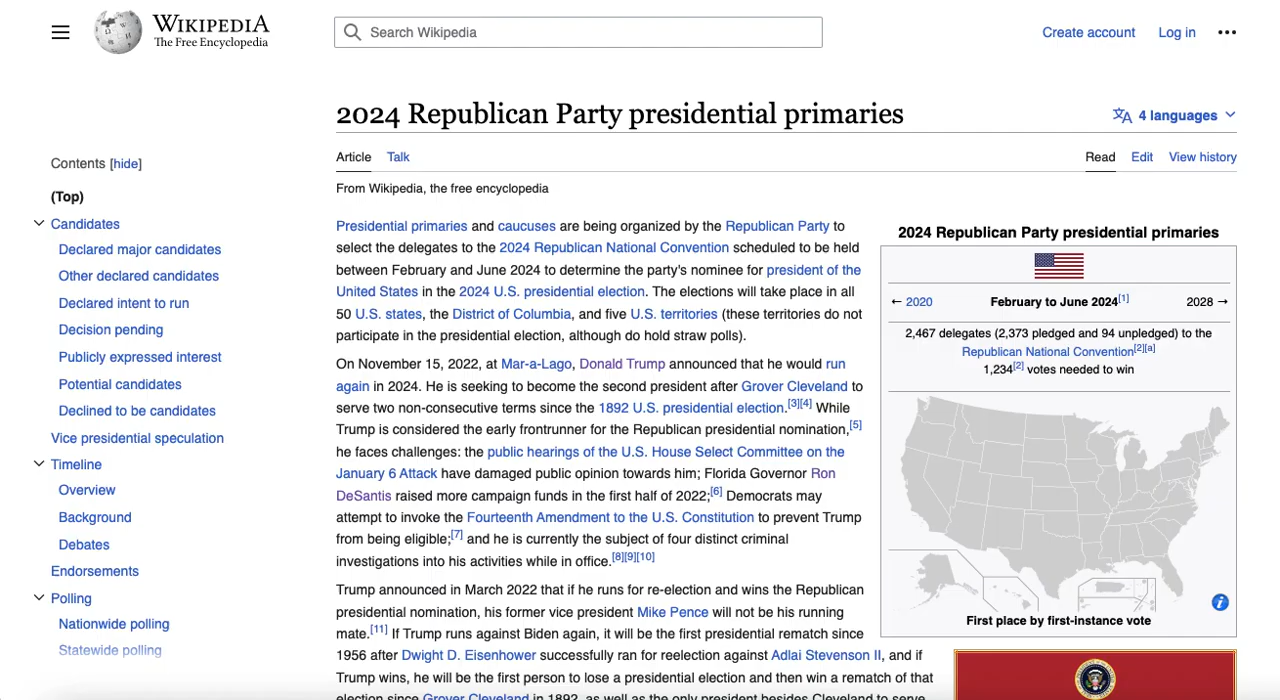 WIKIPEDIA
The Free Encyclopedia
Search Wikipedia
Create account
Log in
2024 Republican Party presidential primaries
4 languages
Contents [hide]
(Top)
Candidates
Declared major candidates
Other declared candidates
Declared intent to run
Decision pending
Publicly expressed interest
Potential candidates
Declined to be candidates
Vice presidential speculation
Timeline
Overview
Background
Debates
Endorsements
Polling
Nationwide polling
Statewide polling
Article
Talk
Read
Edit
View history
From Wikipedia, the free encyclopedia
Presidential primaries and caucuses are being organized by the Republican Party to
select the delegates to the 2024 Republican National Convention scheduled to be held
between February and June 2024 to determine the party's nominee for president of the
United States in the 2024 U.S. presidential election. The elections will take place in all
50 U.S. states, the District of Columbia, and five U.S. territories (these territories do not
participate in the presidential election, although do hold straw polls).
On November 15, 2022, at Mar-a-Lago, Donald Trump announced that he would run
again in 2024. He is seeking to become the second president after Grover Cleveland to
serve two non-consecutive terms since the 1892 U.S. presidential election.[3][4] While
Trump is considered the early frontrunner for the Republican presidential nomination,[5]
he faces challenges: the public hearings of the U.S. House Select Committee on the
January 6 Attack have damaged public opinion towards him; Florida Governor Ron
DeSantis raised more campaign funds in the first half of 2022;[6] Democrats may
attempt to invoke the Fourteenth Amendment to the U.S. Constitution to prevent Trump
from being eligible;[7] and he is currently the subject of four distinct criminal
investigations into his activities while in office.[8][9][10]
Trump announced in March 2022 that if he runs for re-election and wins the Republican
presidential nomination, his former vice president Mike Pence will not be his running
mate.[11] If Trump runs against Biden again, it will be the first presidential rematch since
1956 after Dwight D. Eisenhower successfully ran for reelection against Adlai Stevenson II, and if
Trump wins, he will be the first person to lose a presidential election and then win a rematch of that
election since Grover Cleveland in 1892, as well as the only president besides Cleveland to serve
2024 Republican Party presidential primaries
← 2020
February to June 2024[1]
2028 →
2,467 delegates (2,373 pledged and 94 unpledged) to the
Republican National Convention[2][a]
1,234[2] votes needed to win
First place by first-instance vote